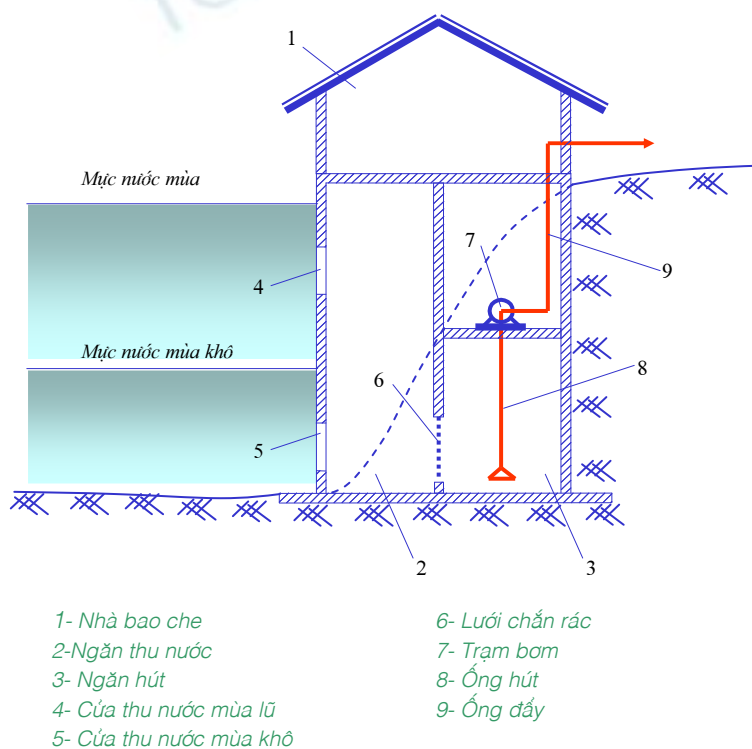 1
Mực nước mùa
7
4
9
Mực nước mùa khô
6
8
5
2
3
1- Nhà bao che
2-Ngăn thu nước
3- Ngăn hút
4- Cửa thu nước mùa lũ
5- Cửa thu nước mùa khô
6- Lưới chắn rác
7- Trạm bơm
8- Ống hút
9- Ống đẩy